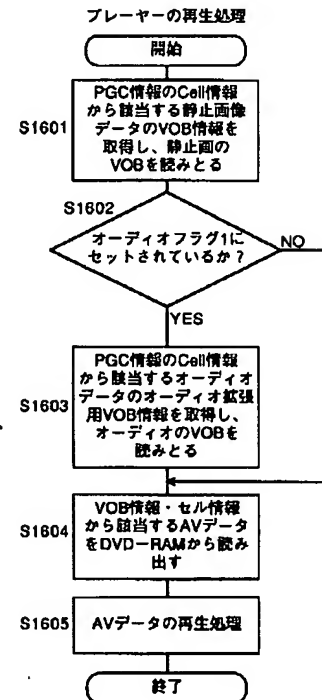 プレーヤーの再生処理
開始
S1601
PGC情報のCell情報
から該当する静止画像
データのVOB情報を
取得し、静止画の
VOBを読みとる
S1602
オーディオフラグ1に
セットされているか?
NO
YES
S1603
PGC情報のCell情報
から該当するオーディオ
データのオーディオ拡張
用VOB情報を取得し、
オーディオのVOBを
読みとる
S1604
VOB情報・セル情報
から該当するAVデータ
をDVD-RAMから読み
出す
S1605
AVデータの再生処理
終了